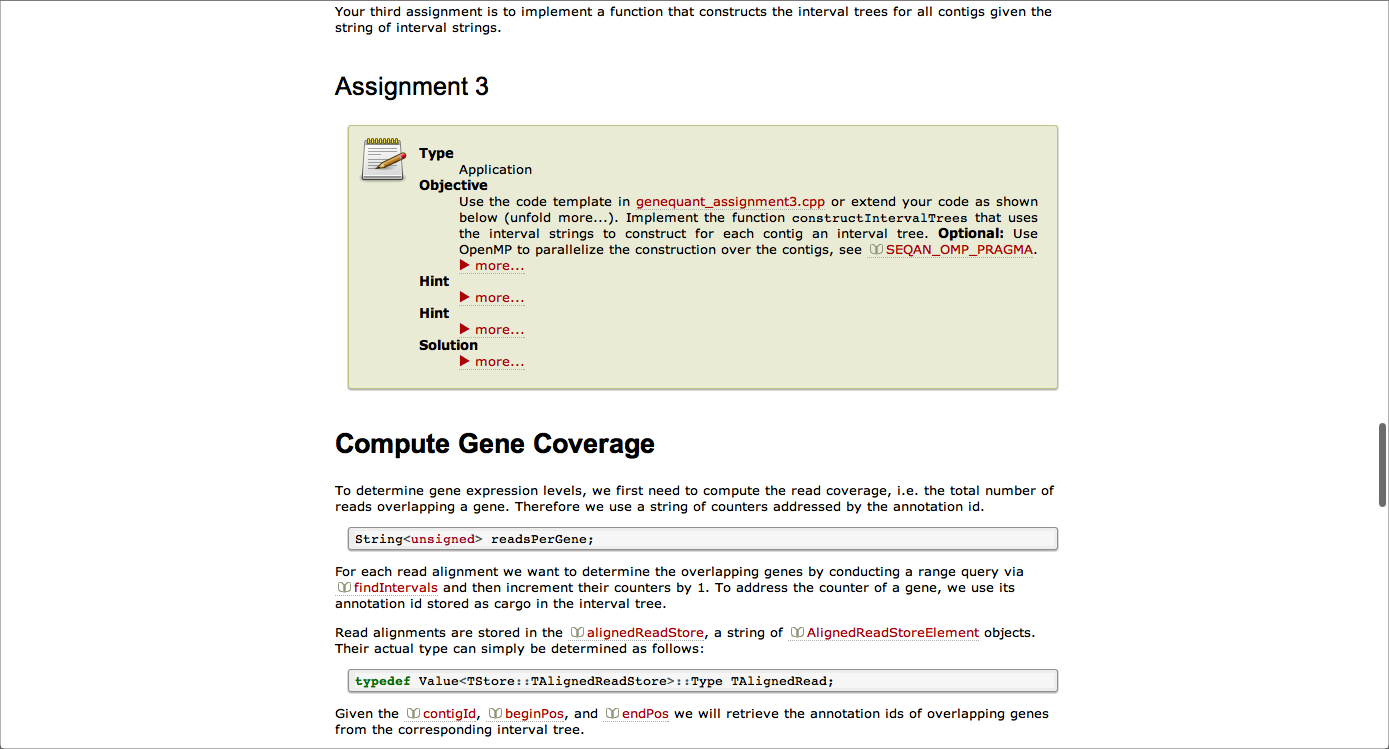 Your third assignment is to implement a function that constructs the interval trees for all contigs given the
string of interval strings.
Assignment 3
Type
Application
Objective
Use the code template in genequant_assignment3.cpp or extend your code as shown
below (unfold more...). Implement the function constructIntervalTrees that uses
the interval strings to construct for each contig an interval tree. Optional: Use
OpenMP to parallelize the construction over the contigs, see SEQAN_OMP_PRAGMA.
more...
Hint
more...
Hint
more...
Solution
more...
Compute Gene Coverage
To determine gene expression levels, we first need to compute the read coverage, i.e. the total number of
reads overlapping a gene. Therefore we use a string of counters addressed by the annotation id.
String<unsigned> readsPerGene;
For each read alignment we want to determine the overlapping genes by conducting a range query via
findIntervals and then increment their counters by 1. To address the counter of a gene, we use its
annotation id stored as cargo in the interval tree.
Read alignments are stored in the alignedReadStore, a string of AlignedReadStoreElement objects.
Their actual type can simply be determined as follows:
typedef Value<TStore::TAlignedReadStore>::Type TAlignedRead;
Given the contigId, beginPos, and endPos we will retrieve the annotation ids of overlapping genes
from the corresponding interval tree.